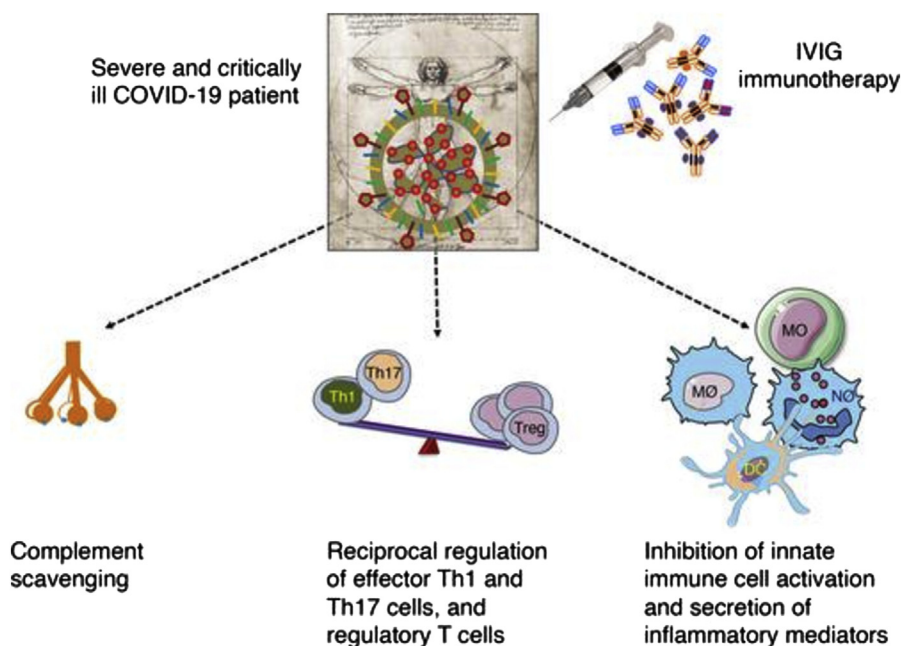 Severe and critically
ill COVID-19 patient
IVIG
immunotherapy
MO
Th17
Th1
MØ
NØ
Treg
DC
Complement
scavenging
Reciprocal regulation
of effector Th1 and
Th17 cells, and
regulatory T cells
Inhibition of innate
immune cell activation
and secretion of
inflammatory mediators